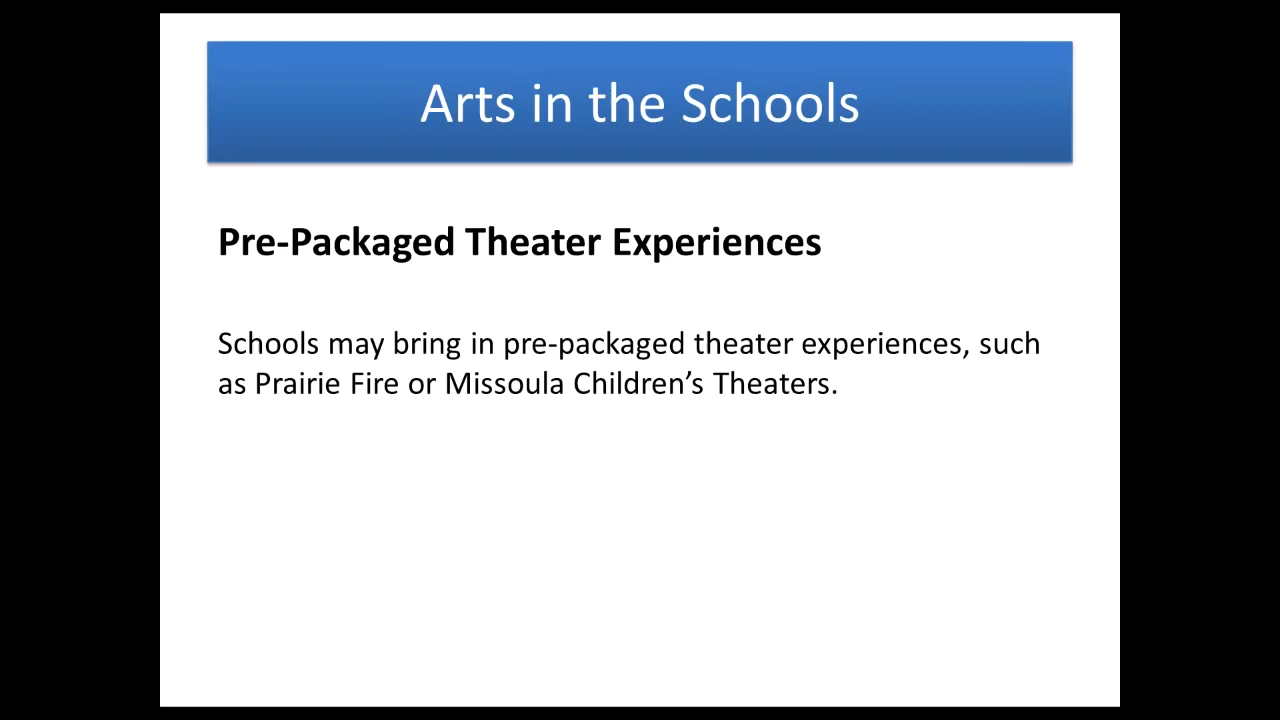 Arts in the Schools
Pre-Packaged Theater Experiences
Schools may bring in pre-packaged theater experiences, such
as Prairie Fire or Missoula Children’s Theaters.